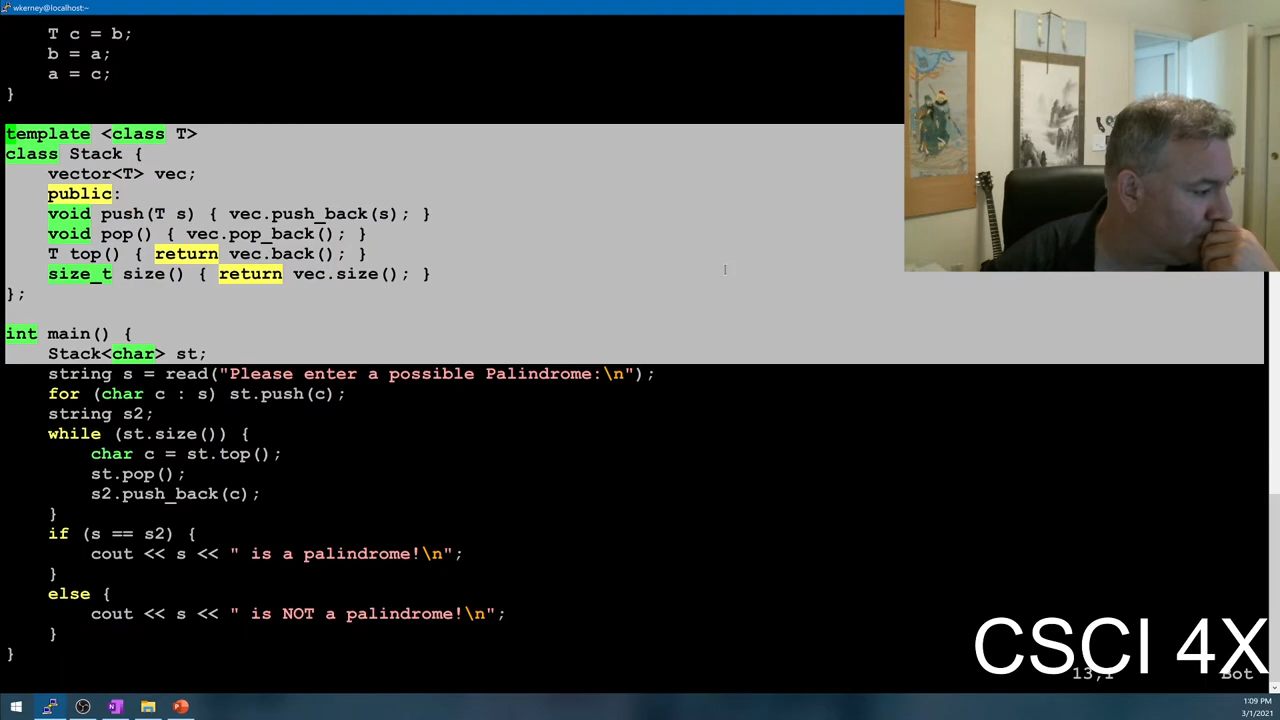 wkerney@localhost:~
T c = b;
b = a;
a = c;
}
template <class T>
class Stack {
vector<T> vec;
public:
void push(T s) { vec.push_back(s); }
void pop() { vec.pop_back(); }
T top() { return vec.back(); }
size_t size() { return vec.size(); }
};
int main() {
Stack<char> st;
string s = read("Please enter a possible Palindrome:\n");
for (char c : s) st.push(c);
string s2;
while (st.size()) {
char c = st.top();
st.pop();
s2.push_back(c);
}
if (s == s2) {
cout << s << " is a palindrome!\n";
}
else {
cout << s << " is NOT a palindrome!\n";
}
}
CSCI 4X
13,1 Bot
1:09 PM
3/1/2021